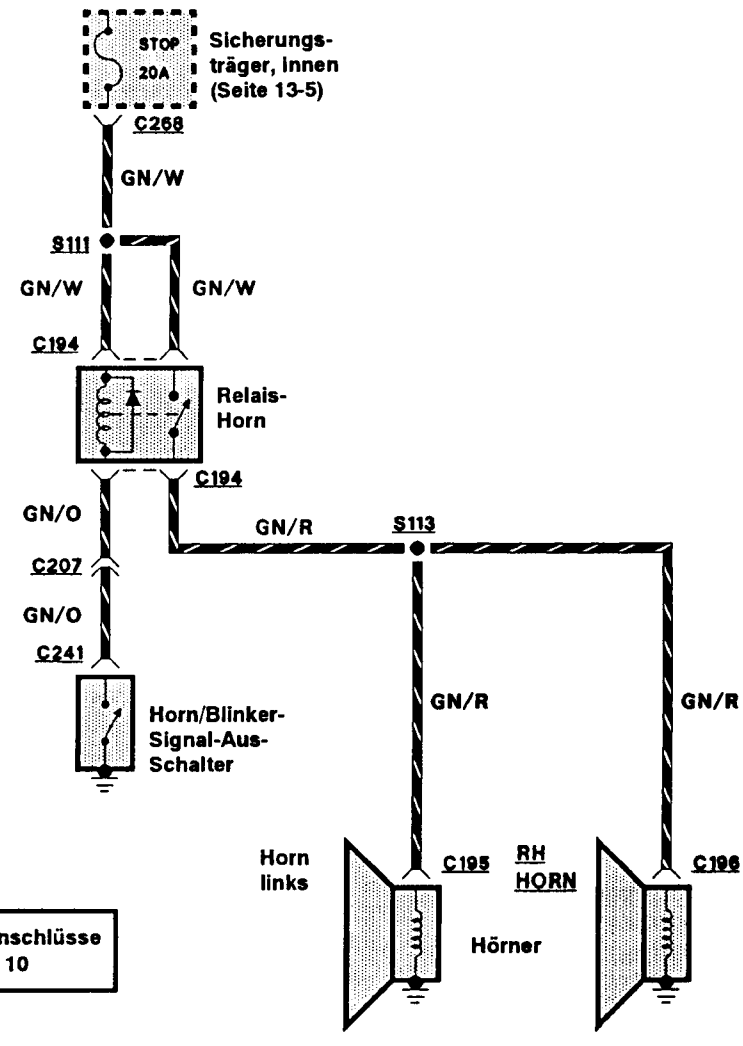 STOP
20A
Sicherungs-
träger, innen
(Seite 13-5)
C268
GN/W
S111
GN/W
GN/W
C194
Relais-
Horn
C194
GN/O
GN/R
S113
C207
GN/O
C241
GN/R
GN/R
Horn/Blinker-
Signal-Aus-
Schalter
Horn
links
C195
RH
HORN
C196
Hörner
nschlüsse
10